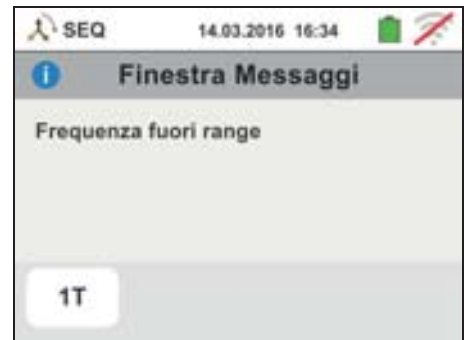 SEQ 14.03.2016 16:34
Finestra Messaggi
Frequenza fuori range
1T